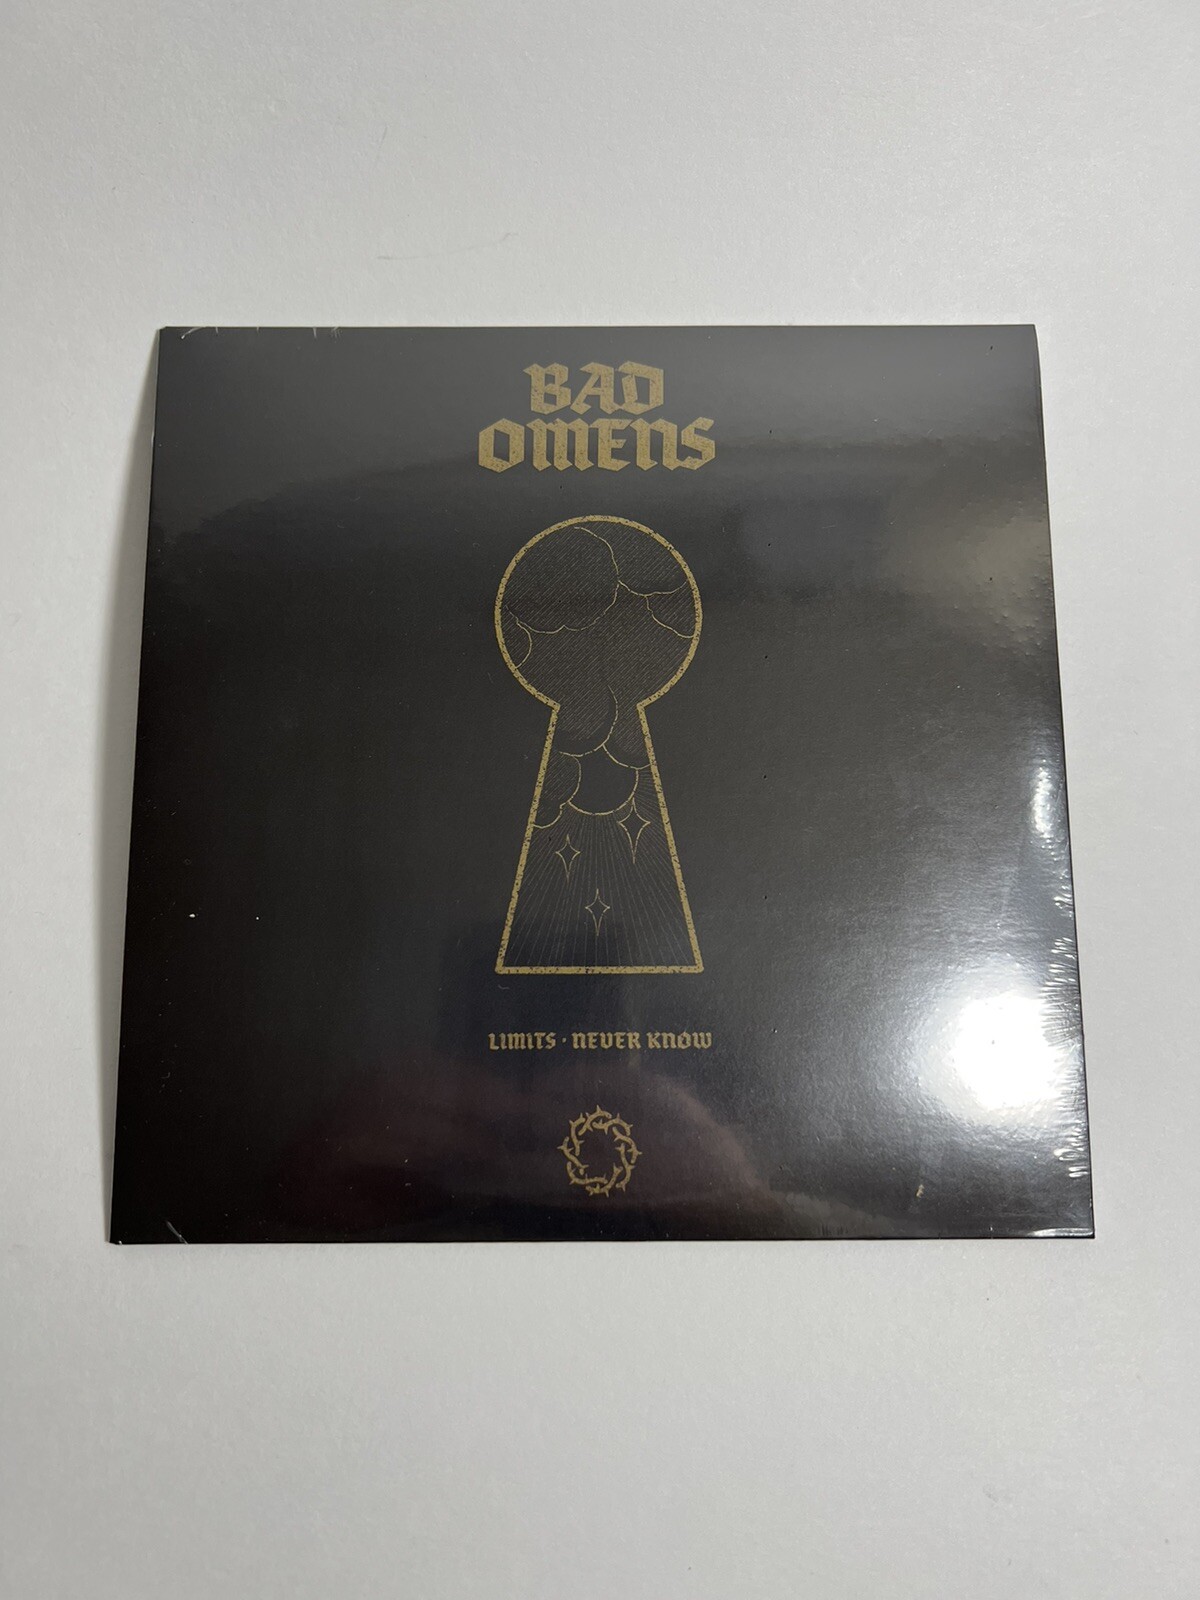 BAD
OMENS
LIMITS · NEVER KNOW